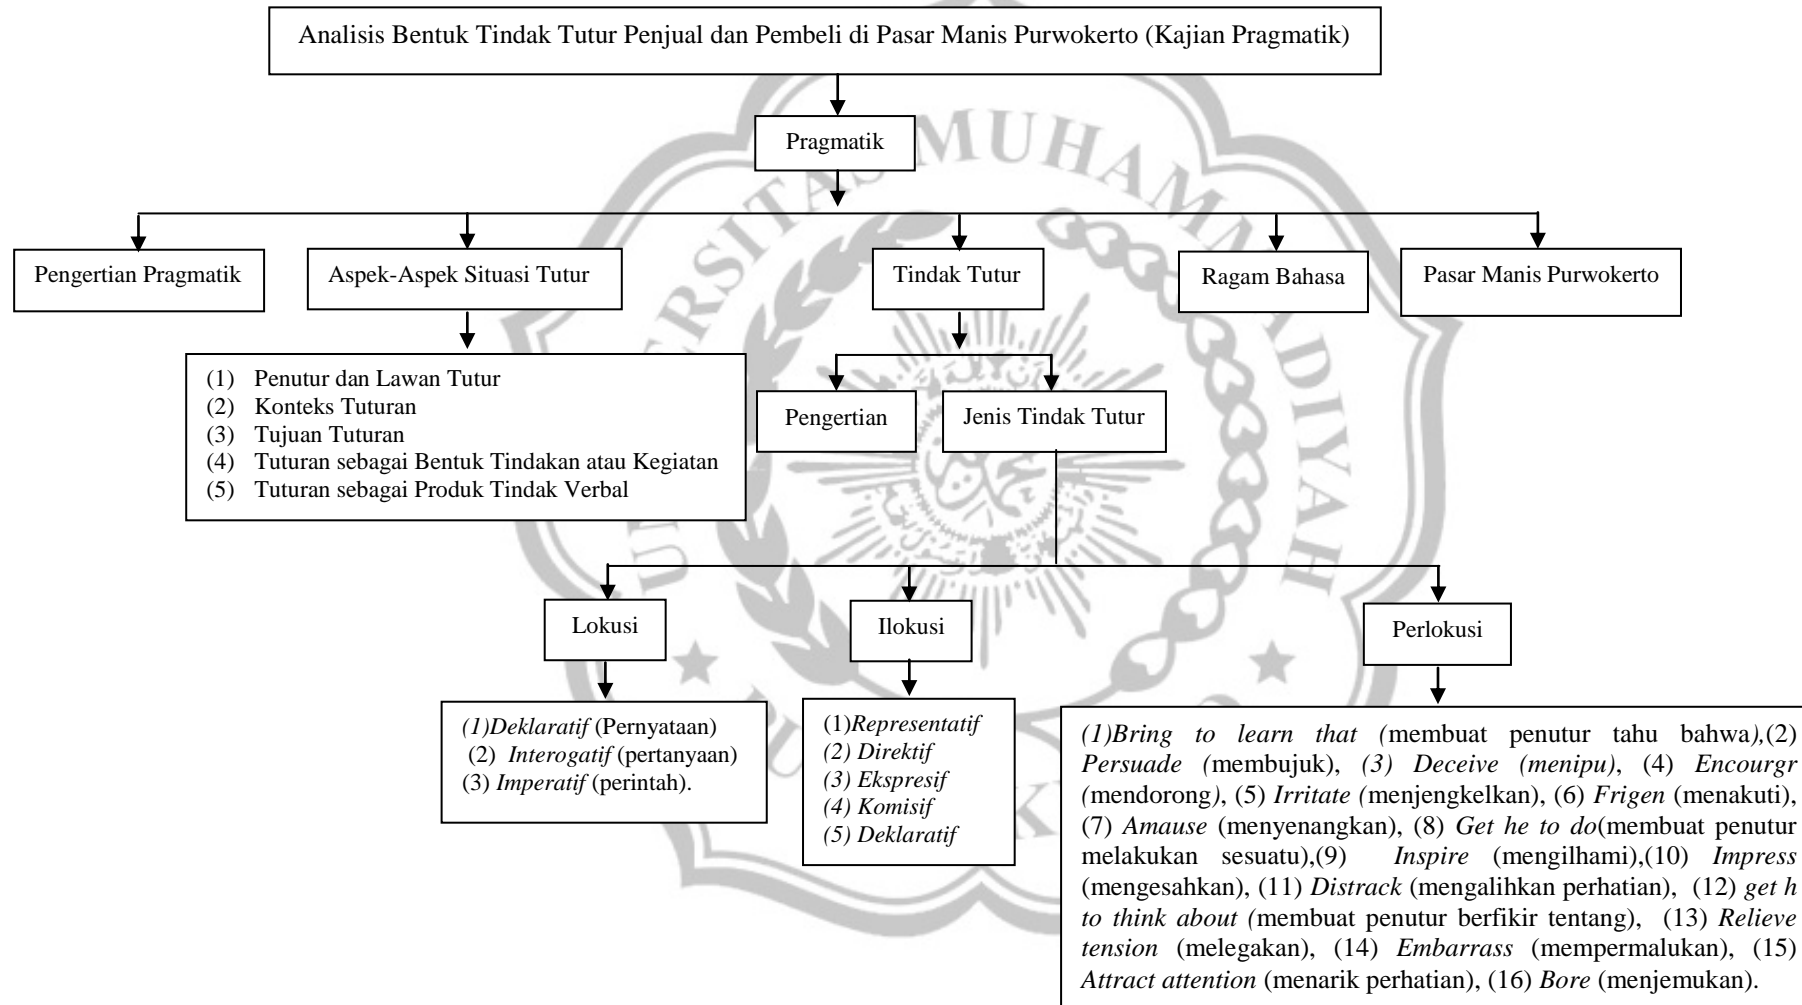 Analisis Bentuk Tindak Tutur Penjual dan Pembeli di Pasar Manis Purwokerto (Kajian Pragmatik)
Pragmatik
Pengertian Pragmatik
Aspek-Aspek Situasi Tutur
Tindak Tutur
Ragam Bahasa
Pasar Manis Purwokerto
(1) Penutur dan Lawan Tutur
(2) Konteks Tuturan
(3) Tujuan Tuturan
(4) Tuturan sebagai Bentuk Tindakan atau Kegiatan
(5) Tuturan sebagai Produk Tindak Verbal
Pengertian
Jenis Tindak Tutur
Lokusi
Ilokusi
Perlokusi
(1)Deklaratif (Pernyataan)
(2) Interogatif (pertanyaan)
(3) Imperatif (perintah).
(1)Representatif
(2) Direktif
(3) Ekspresif
(4) Komisif
(5) Deklaratif
(1)Bring to learn that (membuat penutur tahu bahwa),(2)
Persuade (membujuk), (3) Deceive (menipu), (4) Encourgr
(mendorong), (5) Irritate (menjengkelkan), (6) Frigen (menakuti),
(7) Amause (menyenangkan), (8) Get he to do(membuat penutur
melakukan sesuatu),(9) Inspire (mengilhami),(10) Impress
(mengesahkan), (11) Distrack (mengalihkan perhatian), (12) get h
to think about (membuat penutur berfikir tentang), (13) Relieve
tension (melegakan), (14) Embarrass (mempermalukan), (15)
Attract attention (menarik perhatian), (16) Bore (menjemukan).
MUHAMMADIYAH